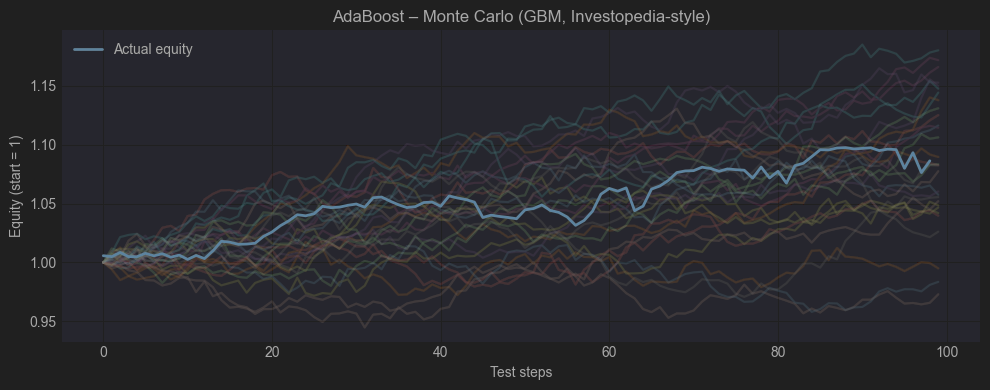 AdaBoost – Monte Carlo (GBM, Investopedia-style)
Actual equity
1.15
1.10
1.05
1.00
0.95
Equity (start = 1)
0 20 40 60 80 100
Test steps